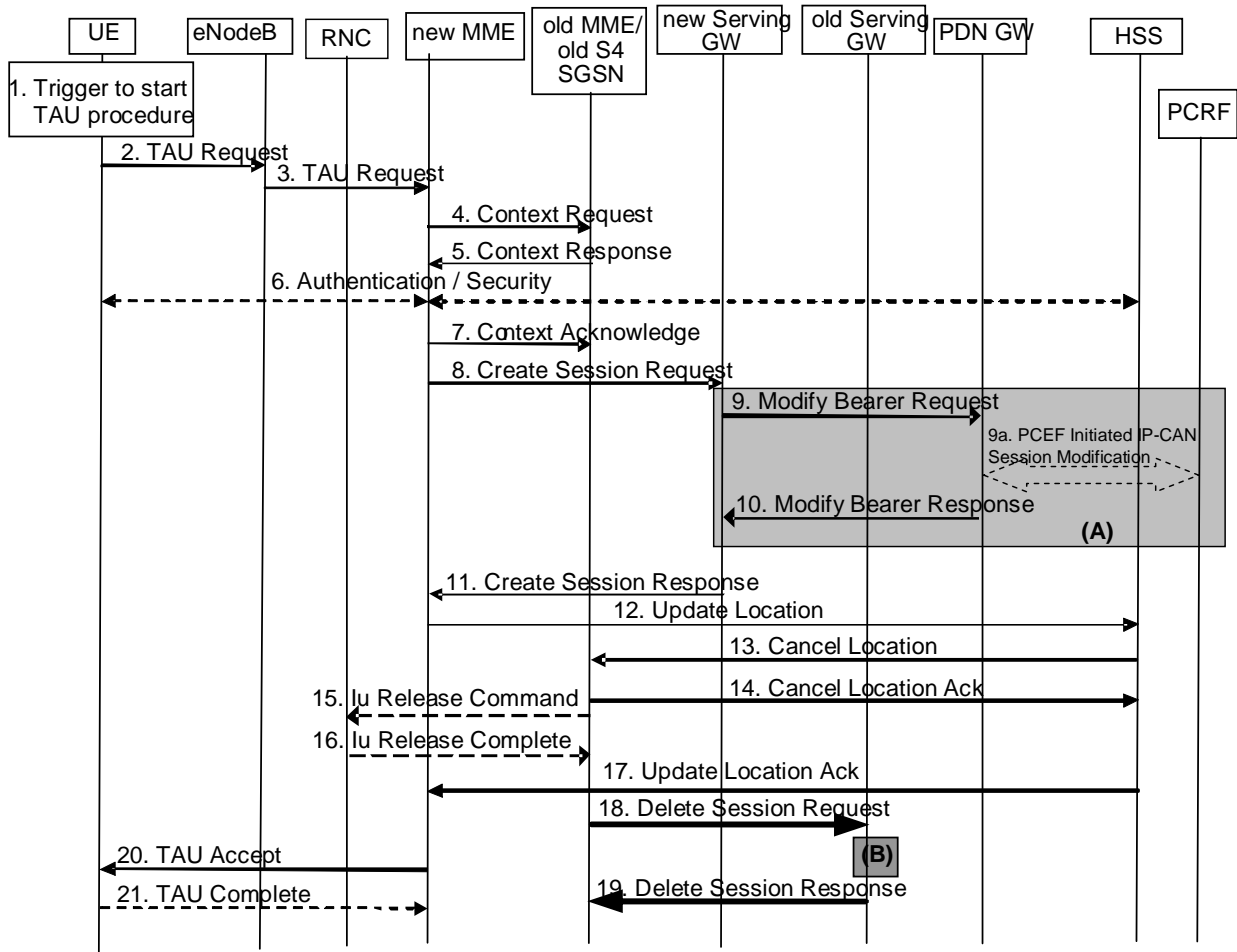 UE
eNodeB
RNC
new MME
old MME/
old S4
SGSN
new Serving
GW
old Serving
GW
PDN GW
HSS
PCRF
1. Trigger to start
TAU procedure
2. TAU Request
3. TAU Request
4. Context Request
5. Context Response
6. Authentication / Security
7. Context Acknowledge
8. Create Session Request
9. Modify Bearer Request
9a. PCEF Initiated IP-CAN
Session Modification
10. Modify Bearer Response
(A)
11. Create Session Response
12. Update Location
13. Cancel Location
14. Cancel Location Ack
15. Iu Release Command
16. Iu Release Complete
17. Update Location Ack
18. Delete Session Request
(B)
20. TAU Accept
19. Delete Session Response
21. TAU Complete